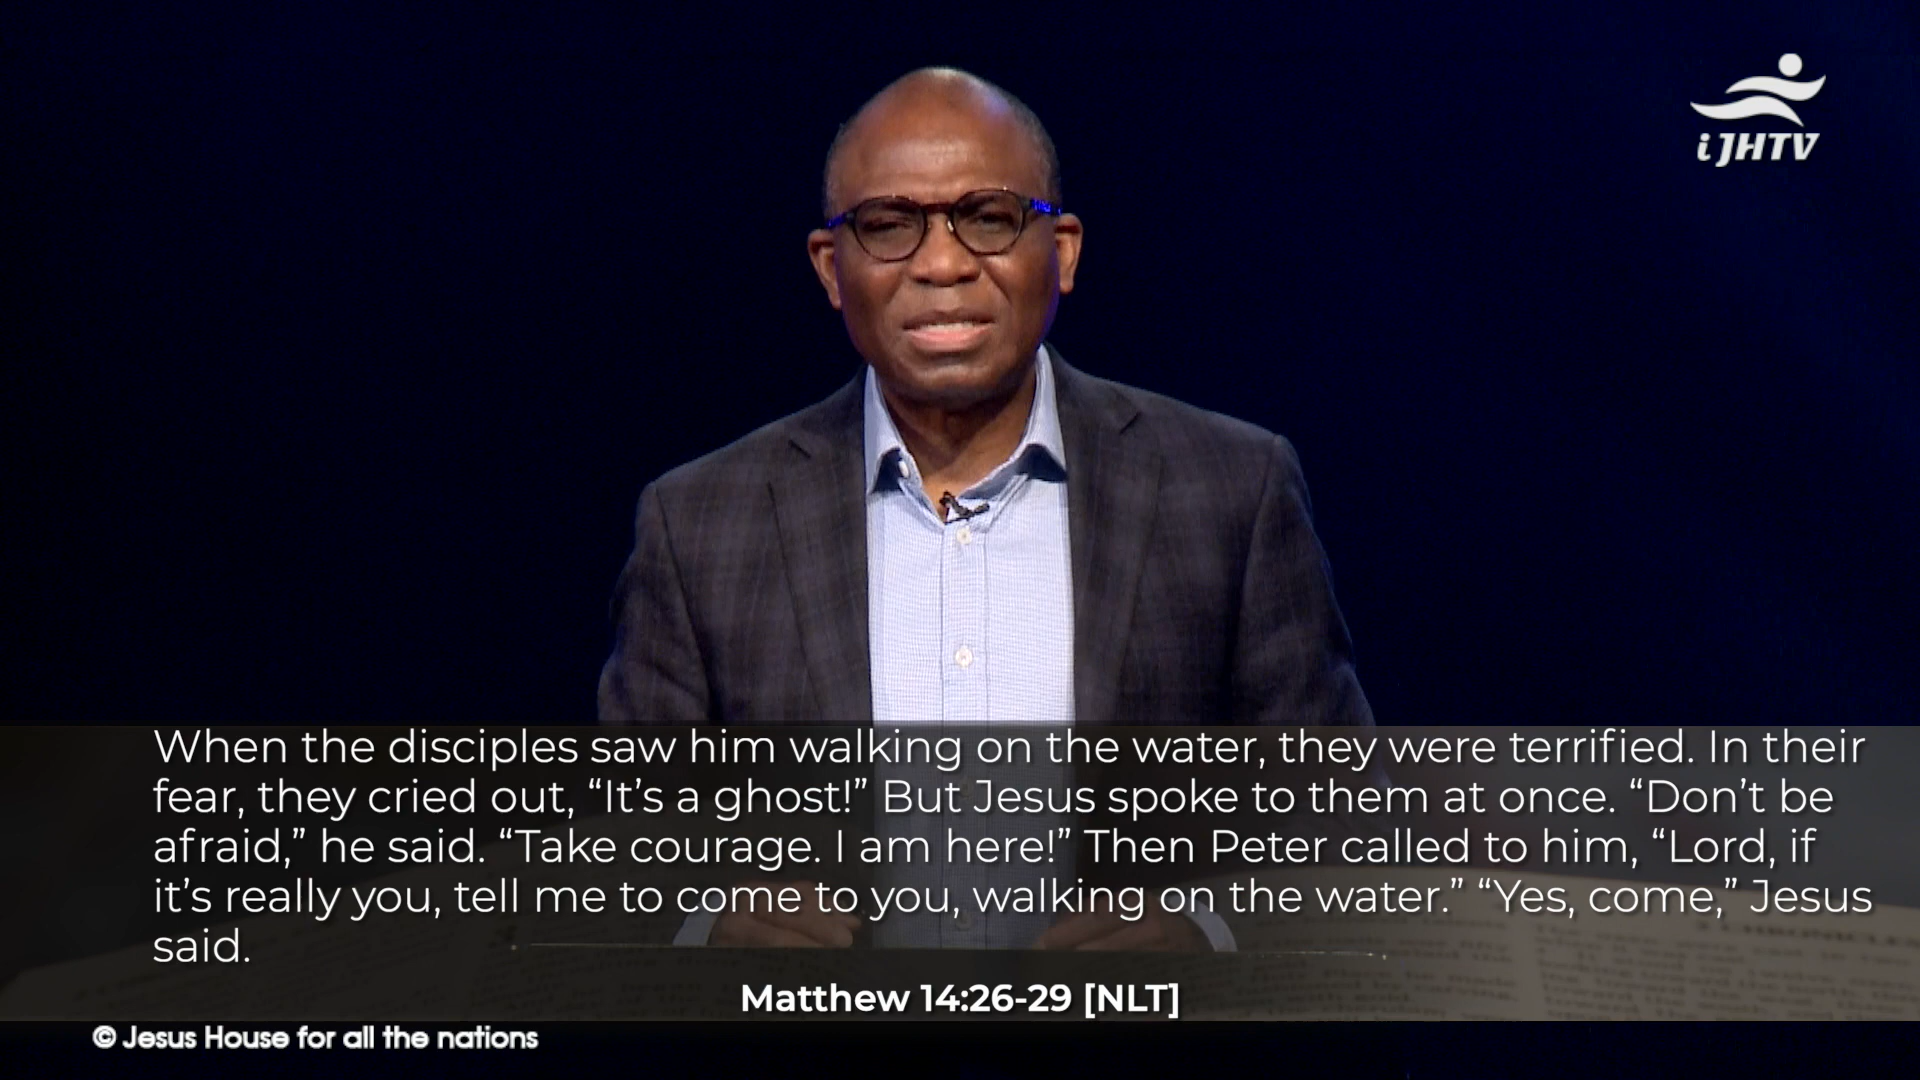 i JHTV
When the disciples saw him walking on the water, they were terrified. In their
fear, they cried out, “It’s a ghost!” But Jesus spoke to them at once. “Don’t be
afraid,” he said. “Take courage. I am here!” Then Peter called to him, “Lord, if
it’s really you, tell me to come to you, walking on the water.” “Yes, come,” Jesus
said.
Matthew 14:26-29 [NLT]
© Jesus House for all the nations